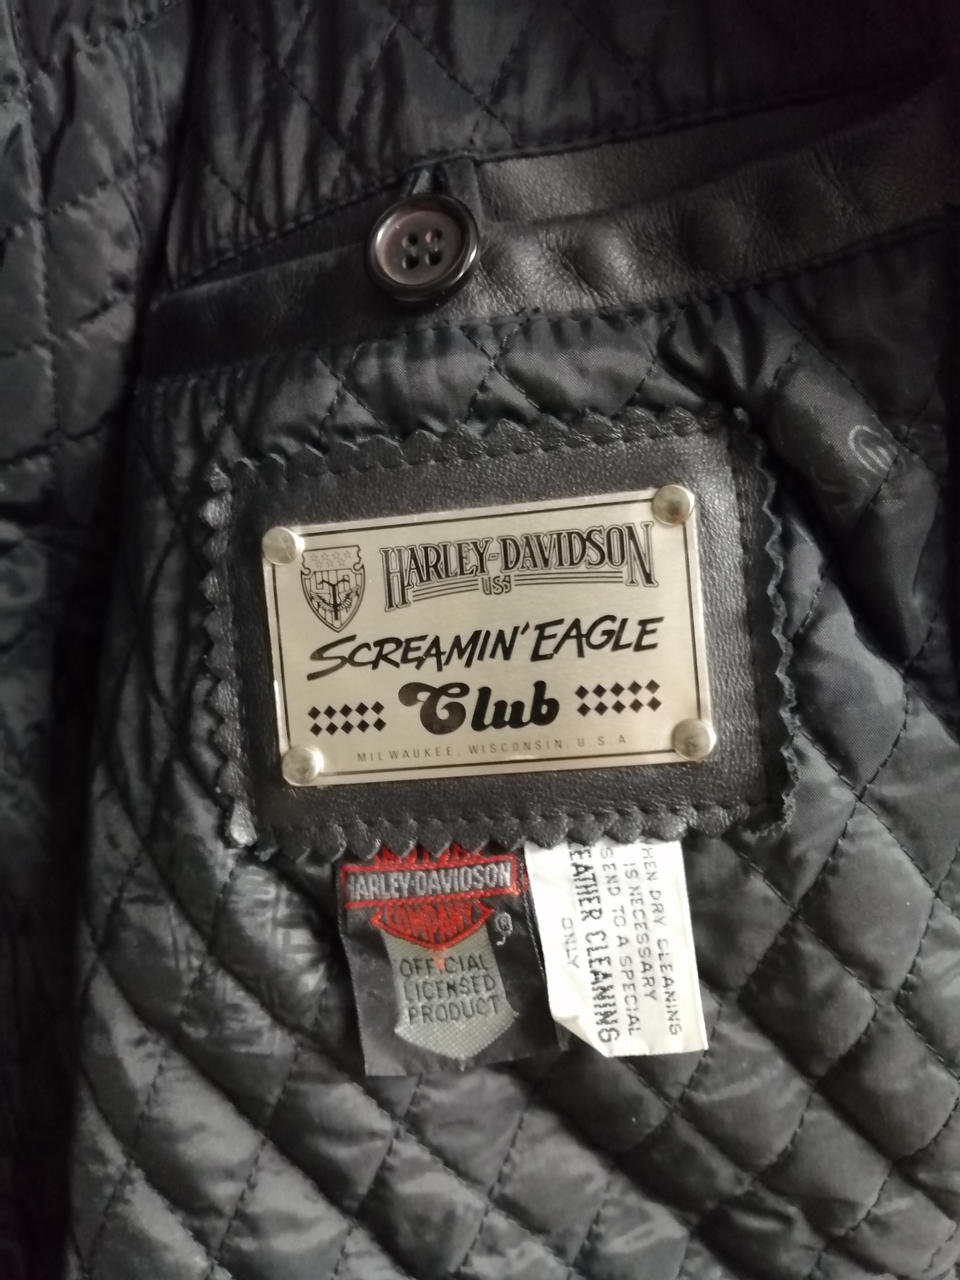 HARLEY-DAVIDSON
USA
SCREAMIN' EAGLE
Club
MILWAUKEE, WISCONSIN, U.S.A.
HARLEY-DAVIDSON
COMPANY
®
OFFICIAL
LICENSED
PRODUCT
WHEN DRY CLEANING
IS NECESSARY
SEND TO A SPECIAL
LEATHER CLEANING
ONLY